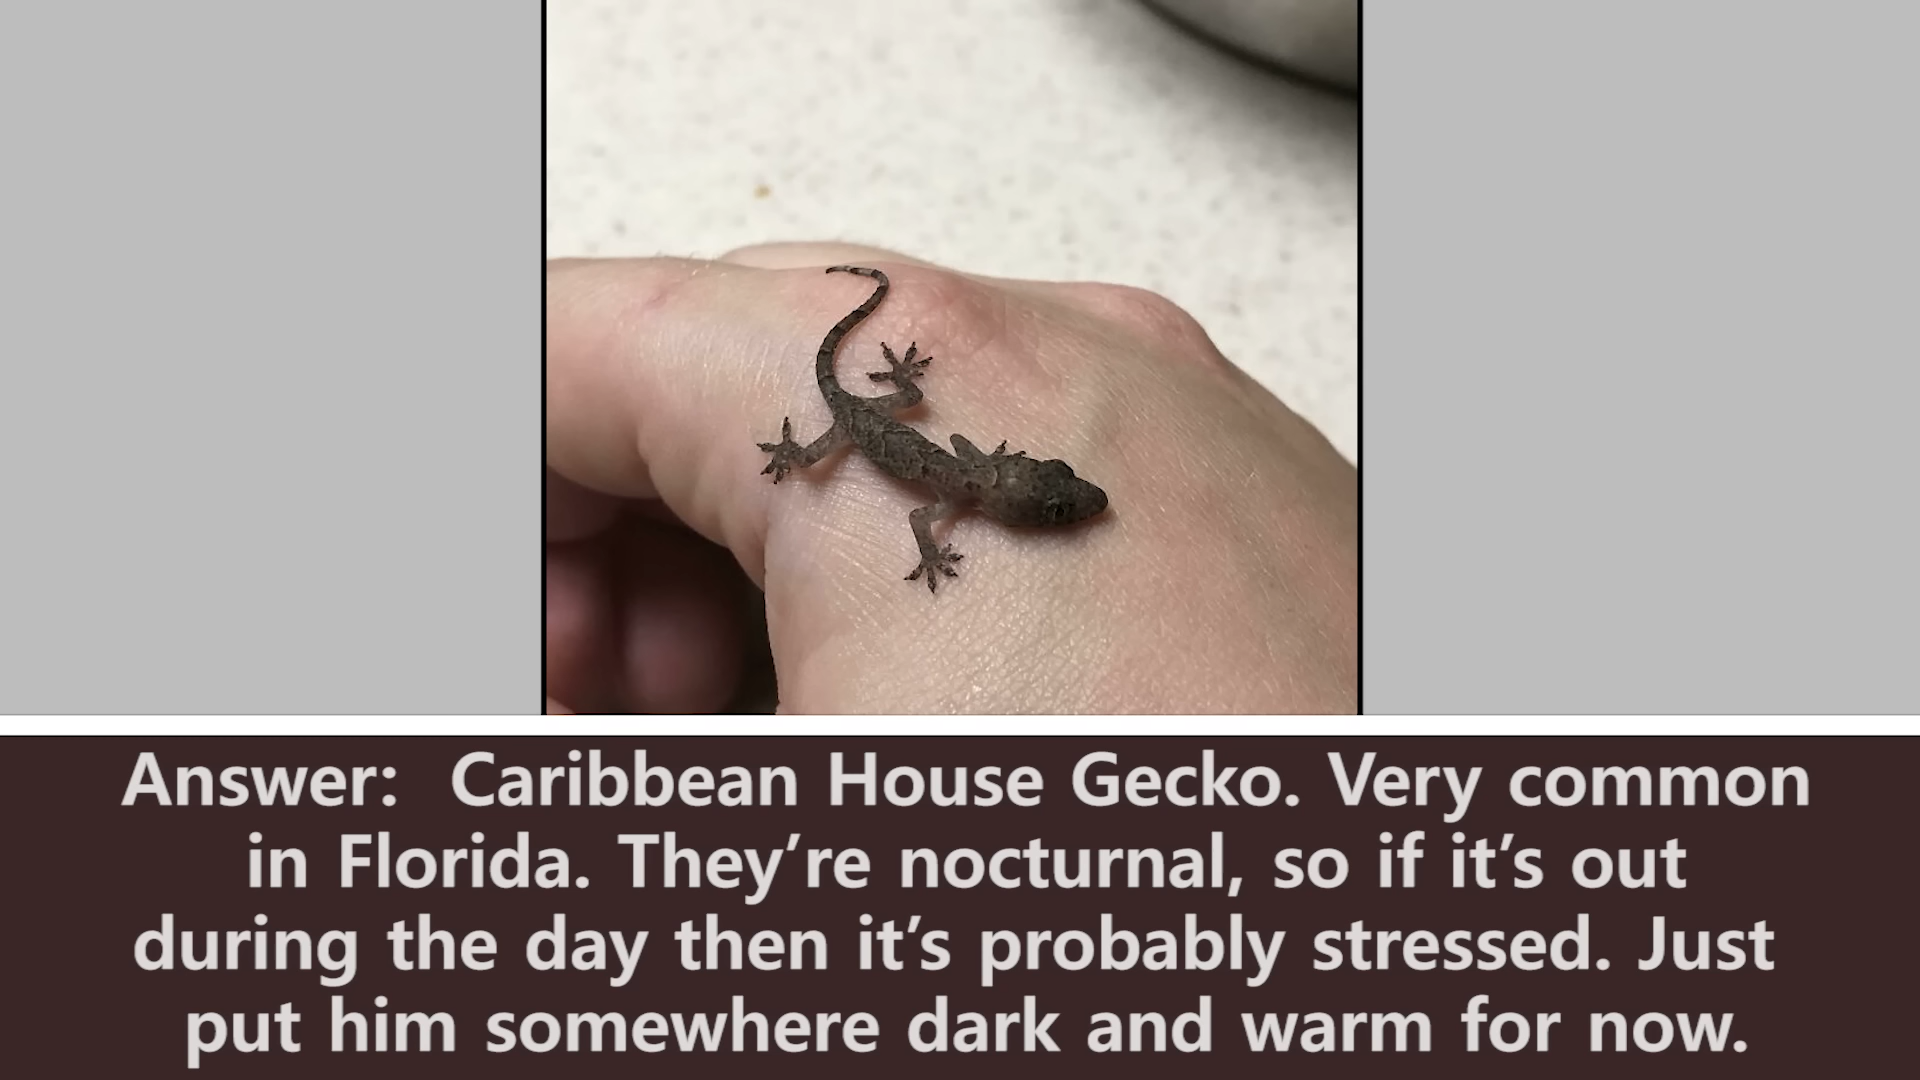 Answer: Caribbean House Gecko. Very common
in Florida. They’re nocturnal, so if it’s out
during the day then it’s probably stressed. Just
put him somewhere dark and warm for now.